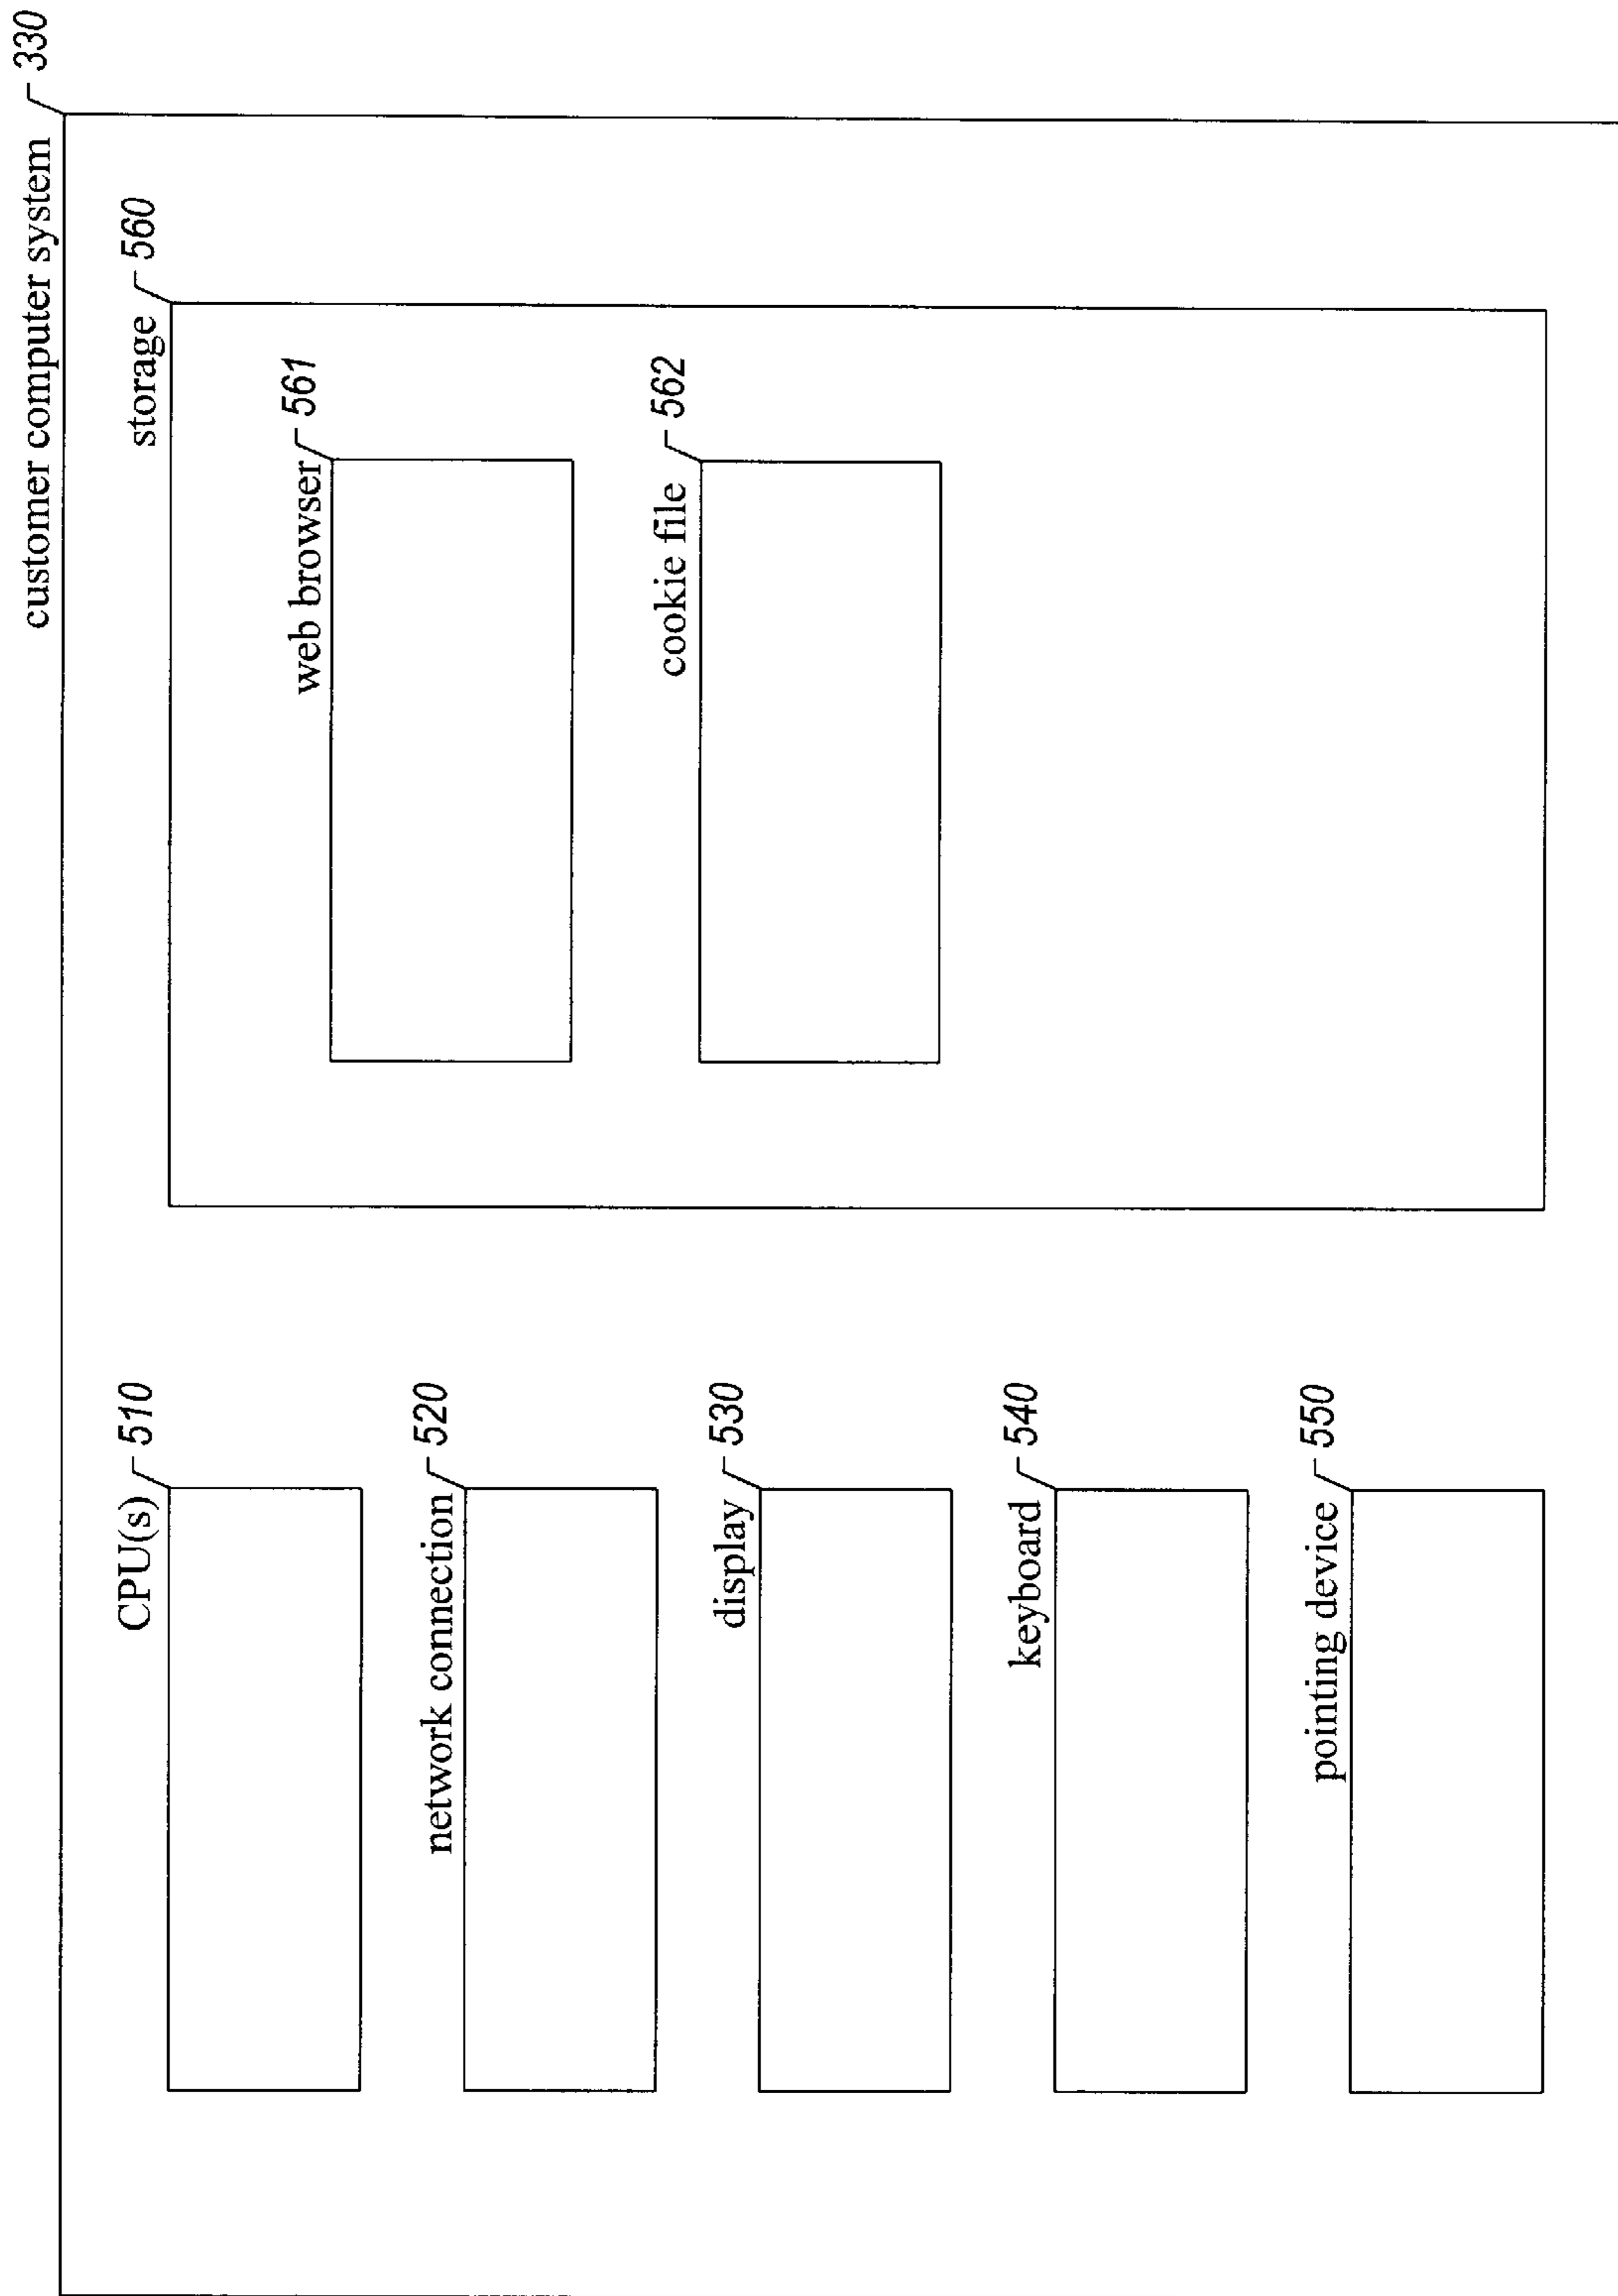 customer computer system 330
CPU(s) 510
network connection 520
display 530
keyboard 540
pointing device 550
storage 560
web browser 561
cookie file 562